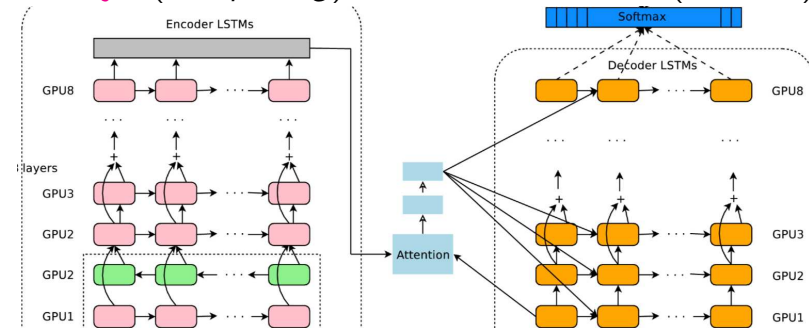 Encoder LSTMs
GPU8
. . .
+ + +
layers
GPU3
GPU2
GPU2
GPU1
Attention
Softmax
Decoder LSTMs
GPU8
. . .
+ + +
GPU3
GPU2
GPU1